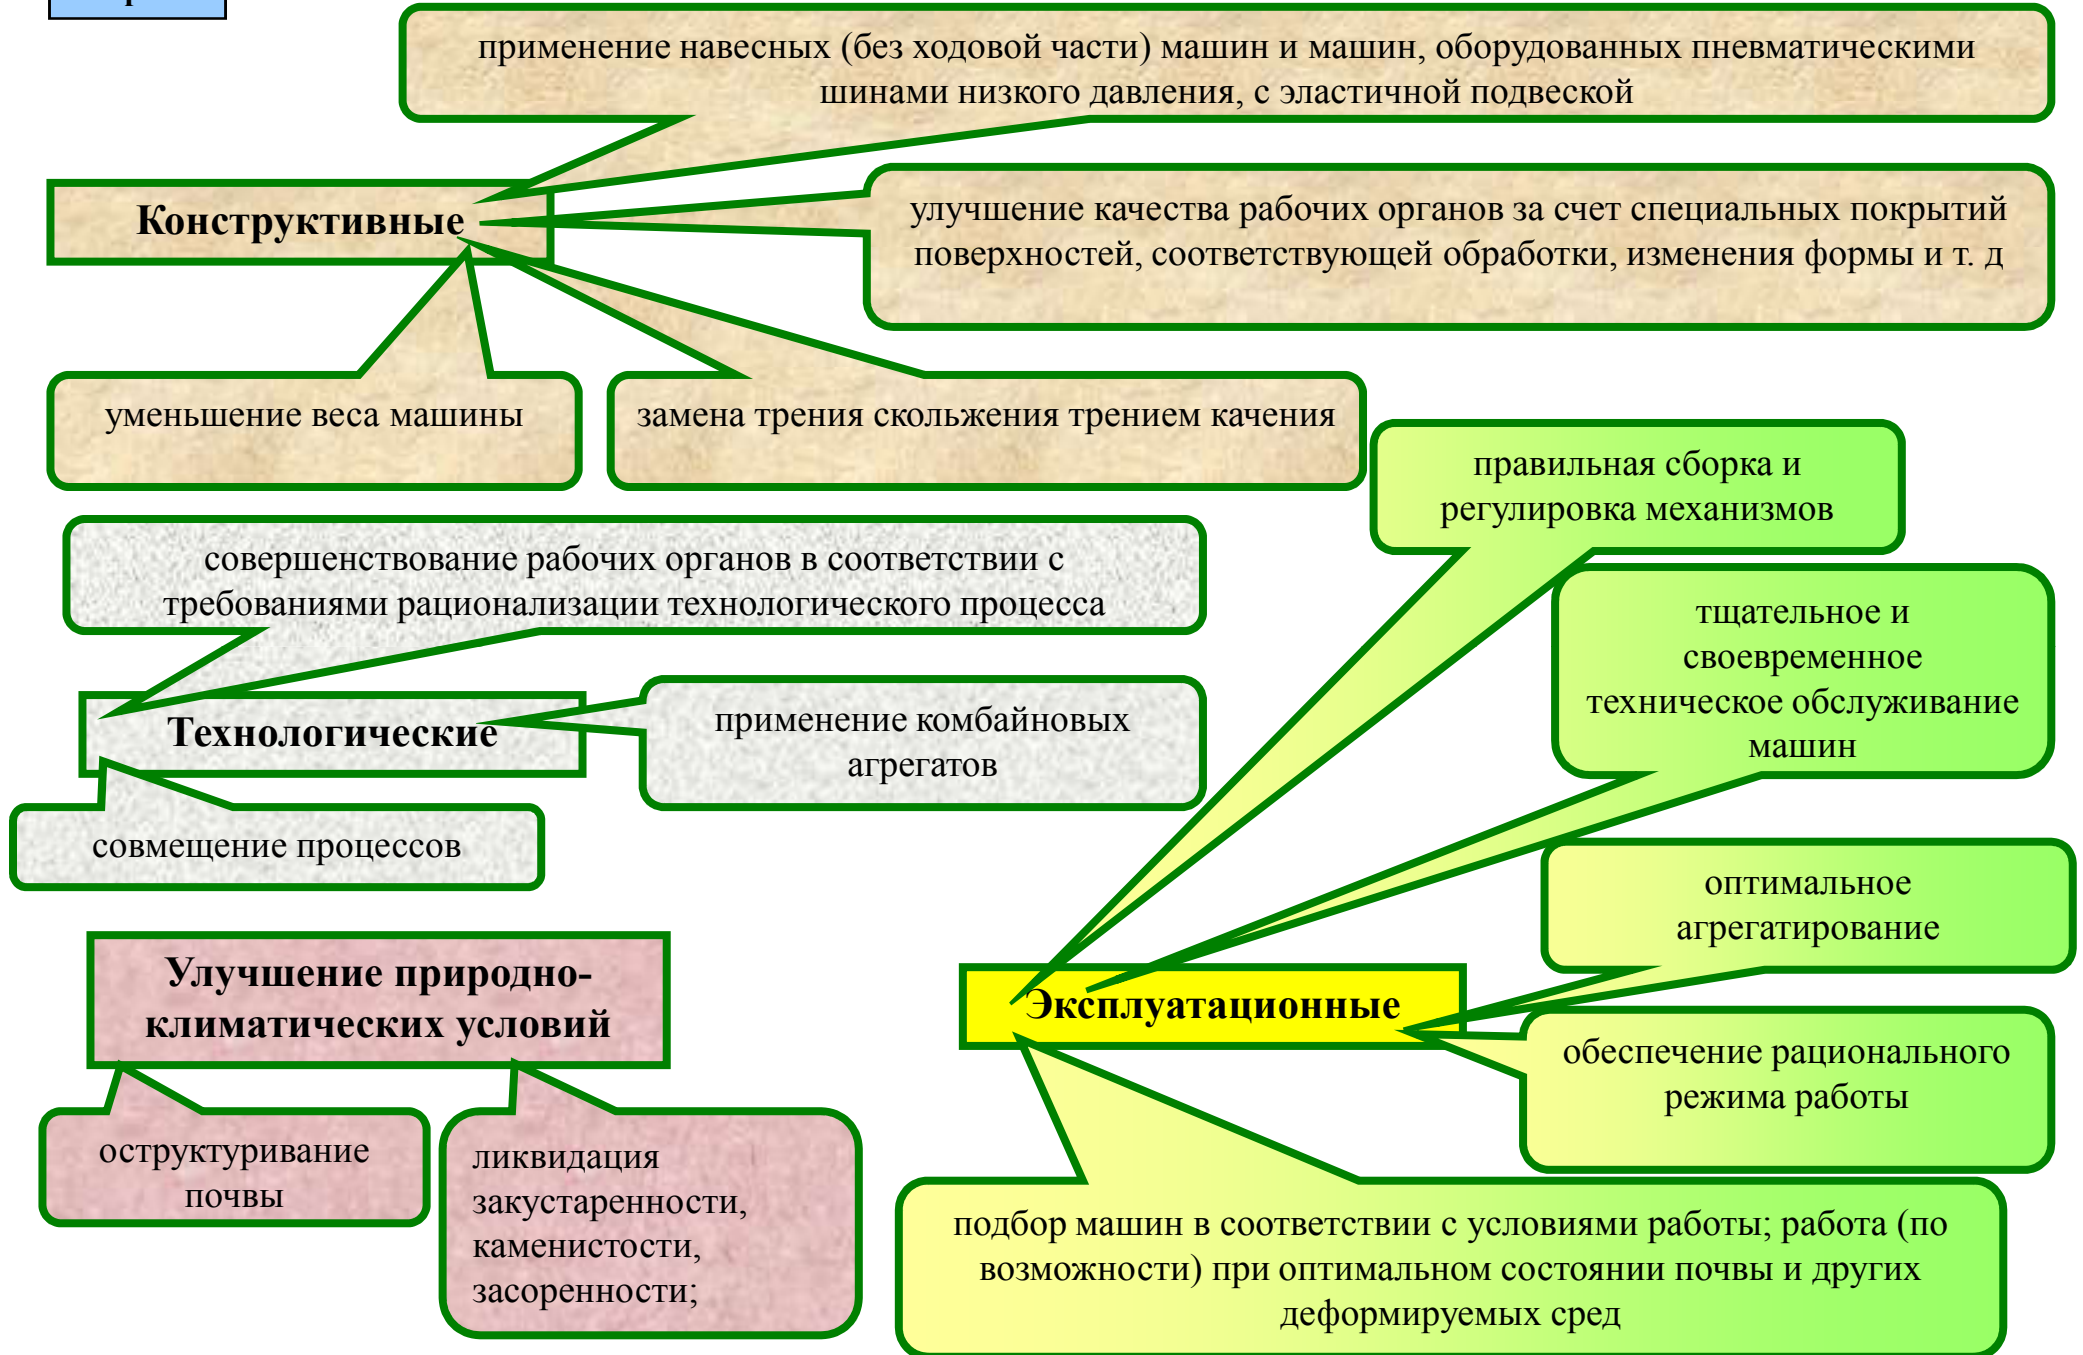 применение навесных (без ходовой части) машин и машин, оборудованных пневматическими
шинами низкого давления, с эластичной подвеской
Конструктивные
улучшение качества рабочих органов за счет специальных покрытий
поверхностей, соответствующей обработки, изменения формы и т. д
уменьшение веса машины
замена трения скольжения трением качения
правильная сборка и
регулировка механизмов
совершенствование рабочих органов в соответствии с
требованиями рационализации технологического процесса
тщательное и
своевременное
техническое обслуживание
машин
Технологические
применение комбайновых
агрегатов
совмещение процессов
оптимальное
агрегатирование
Улучшение природно-
климатических условий
Эксплуатационные
обеспечение рационального
режима работы
оструктуривание
почвы
ликвидация
закустаренности,
каменистости,
засоренности;
подбор машин в соответствии с условиями работы; работа (по
возможности) при оптимальном состоянии почвы и других
деформируемых сред